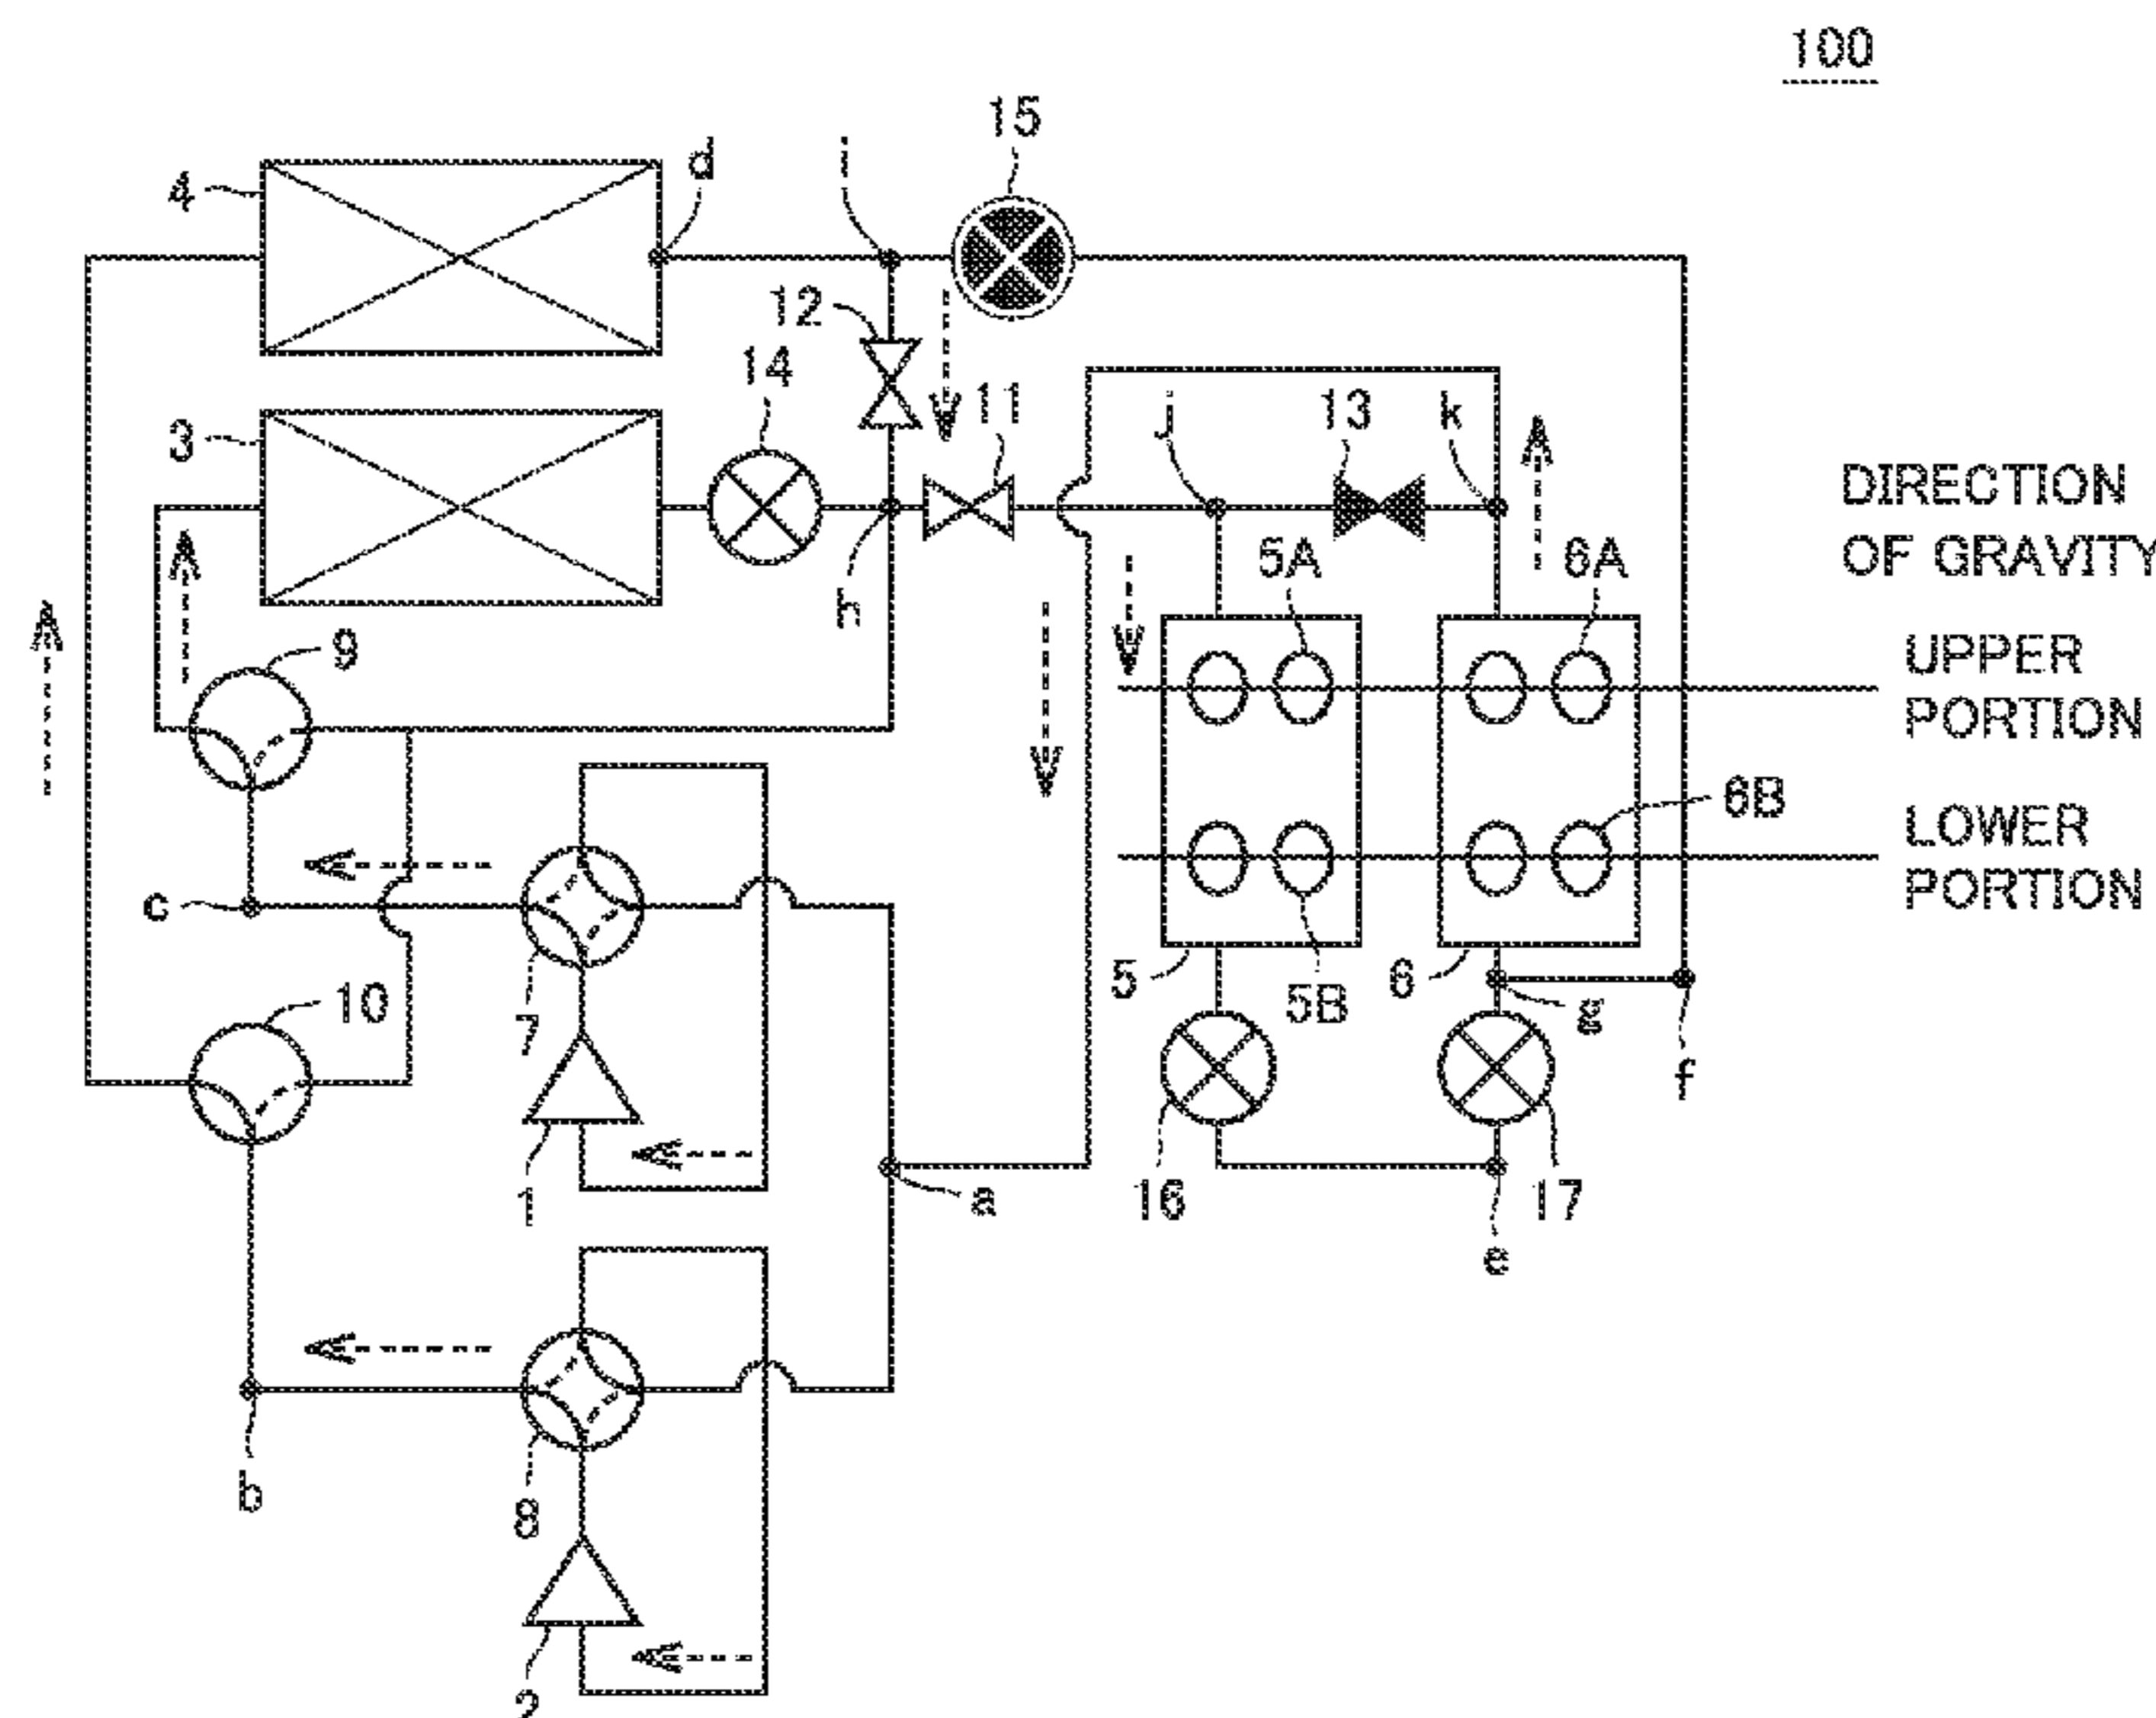 100
15
d
i
4
12
14
11
j
13
k
3
DIRECTION
OF GRAVITY
5A
6A
h
9
UPPER
PORTION
6B
LOWER
PORTION
c
5
6
10
7
5B
g
f
1
a
16
17
e
b
8
2